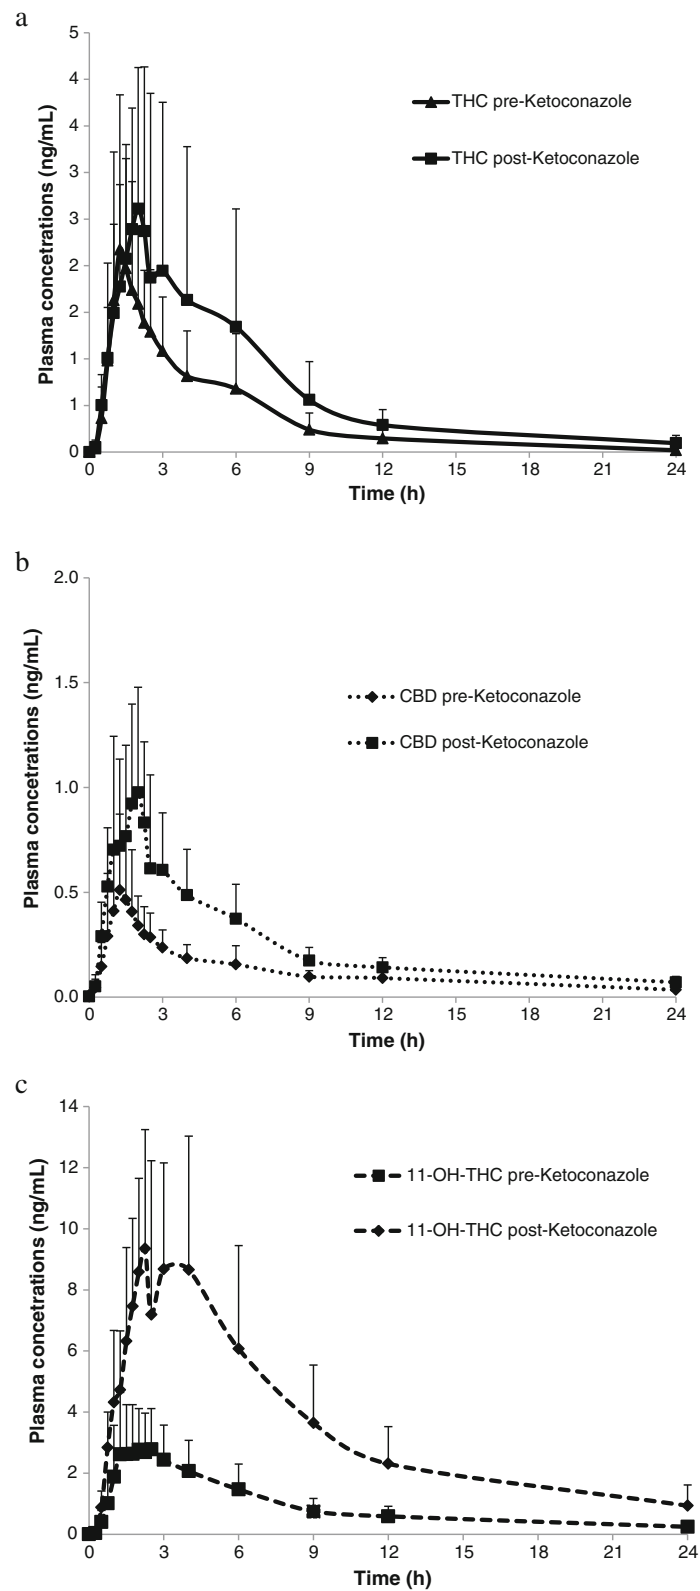 a
5
4
4
3
3
2
2
1
1
0
Plasma concetrations (ng/mL)
THC pre-Ketoconazole
THC post-Ketoconazole
0 3 6 9 12 15 18 21 24
Time (h)
b
2.0
1.5
1.0
0.5
0.0
Plasma concetrations (ng/mL)
CBD pre-Ketoconazole
CBD post-Ketoconazole
0 3 6 9 12 15 18 21 24
Time (h)
c
14
12
10
8
6
4
2
0
Plasma concetrations (ng/mL)
11-OH-THC pre-Ketoconazole
11-OH-THC post-Ketoconazole
0 3 6 9 12 15 18 21 24
Time (h)